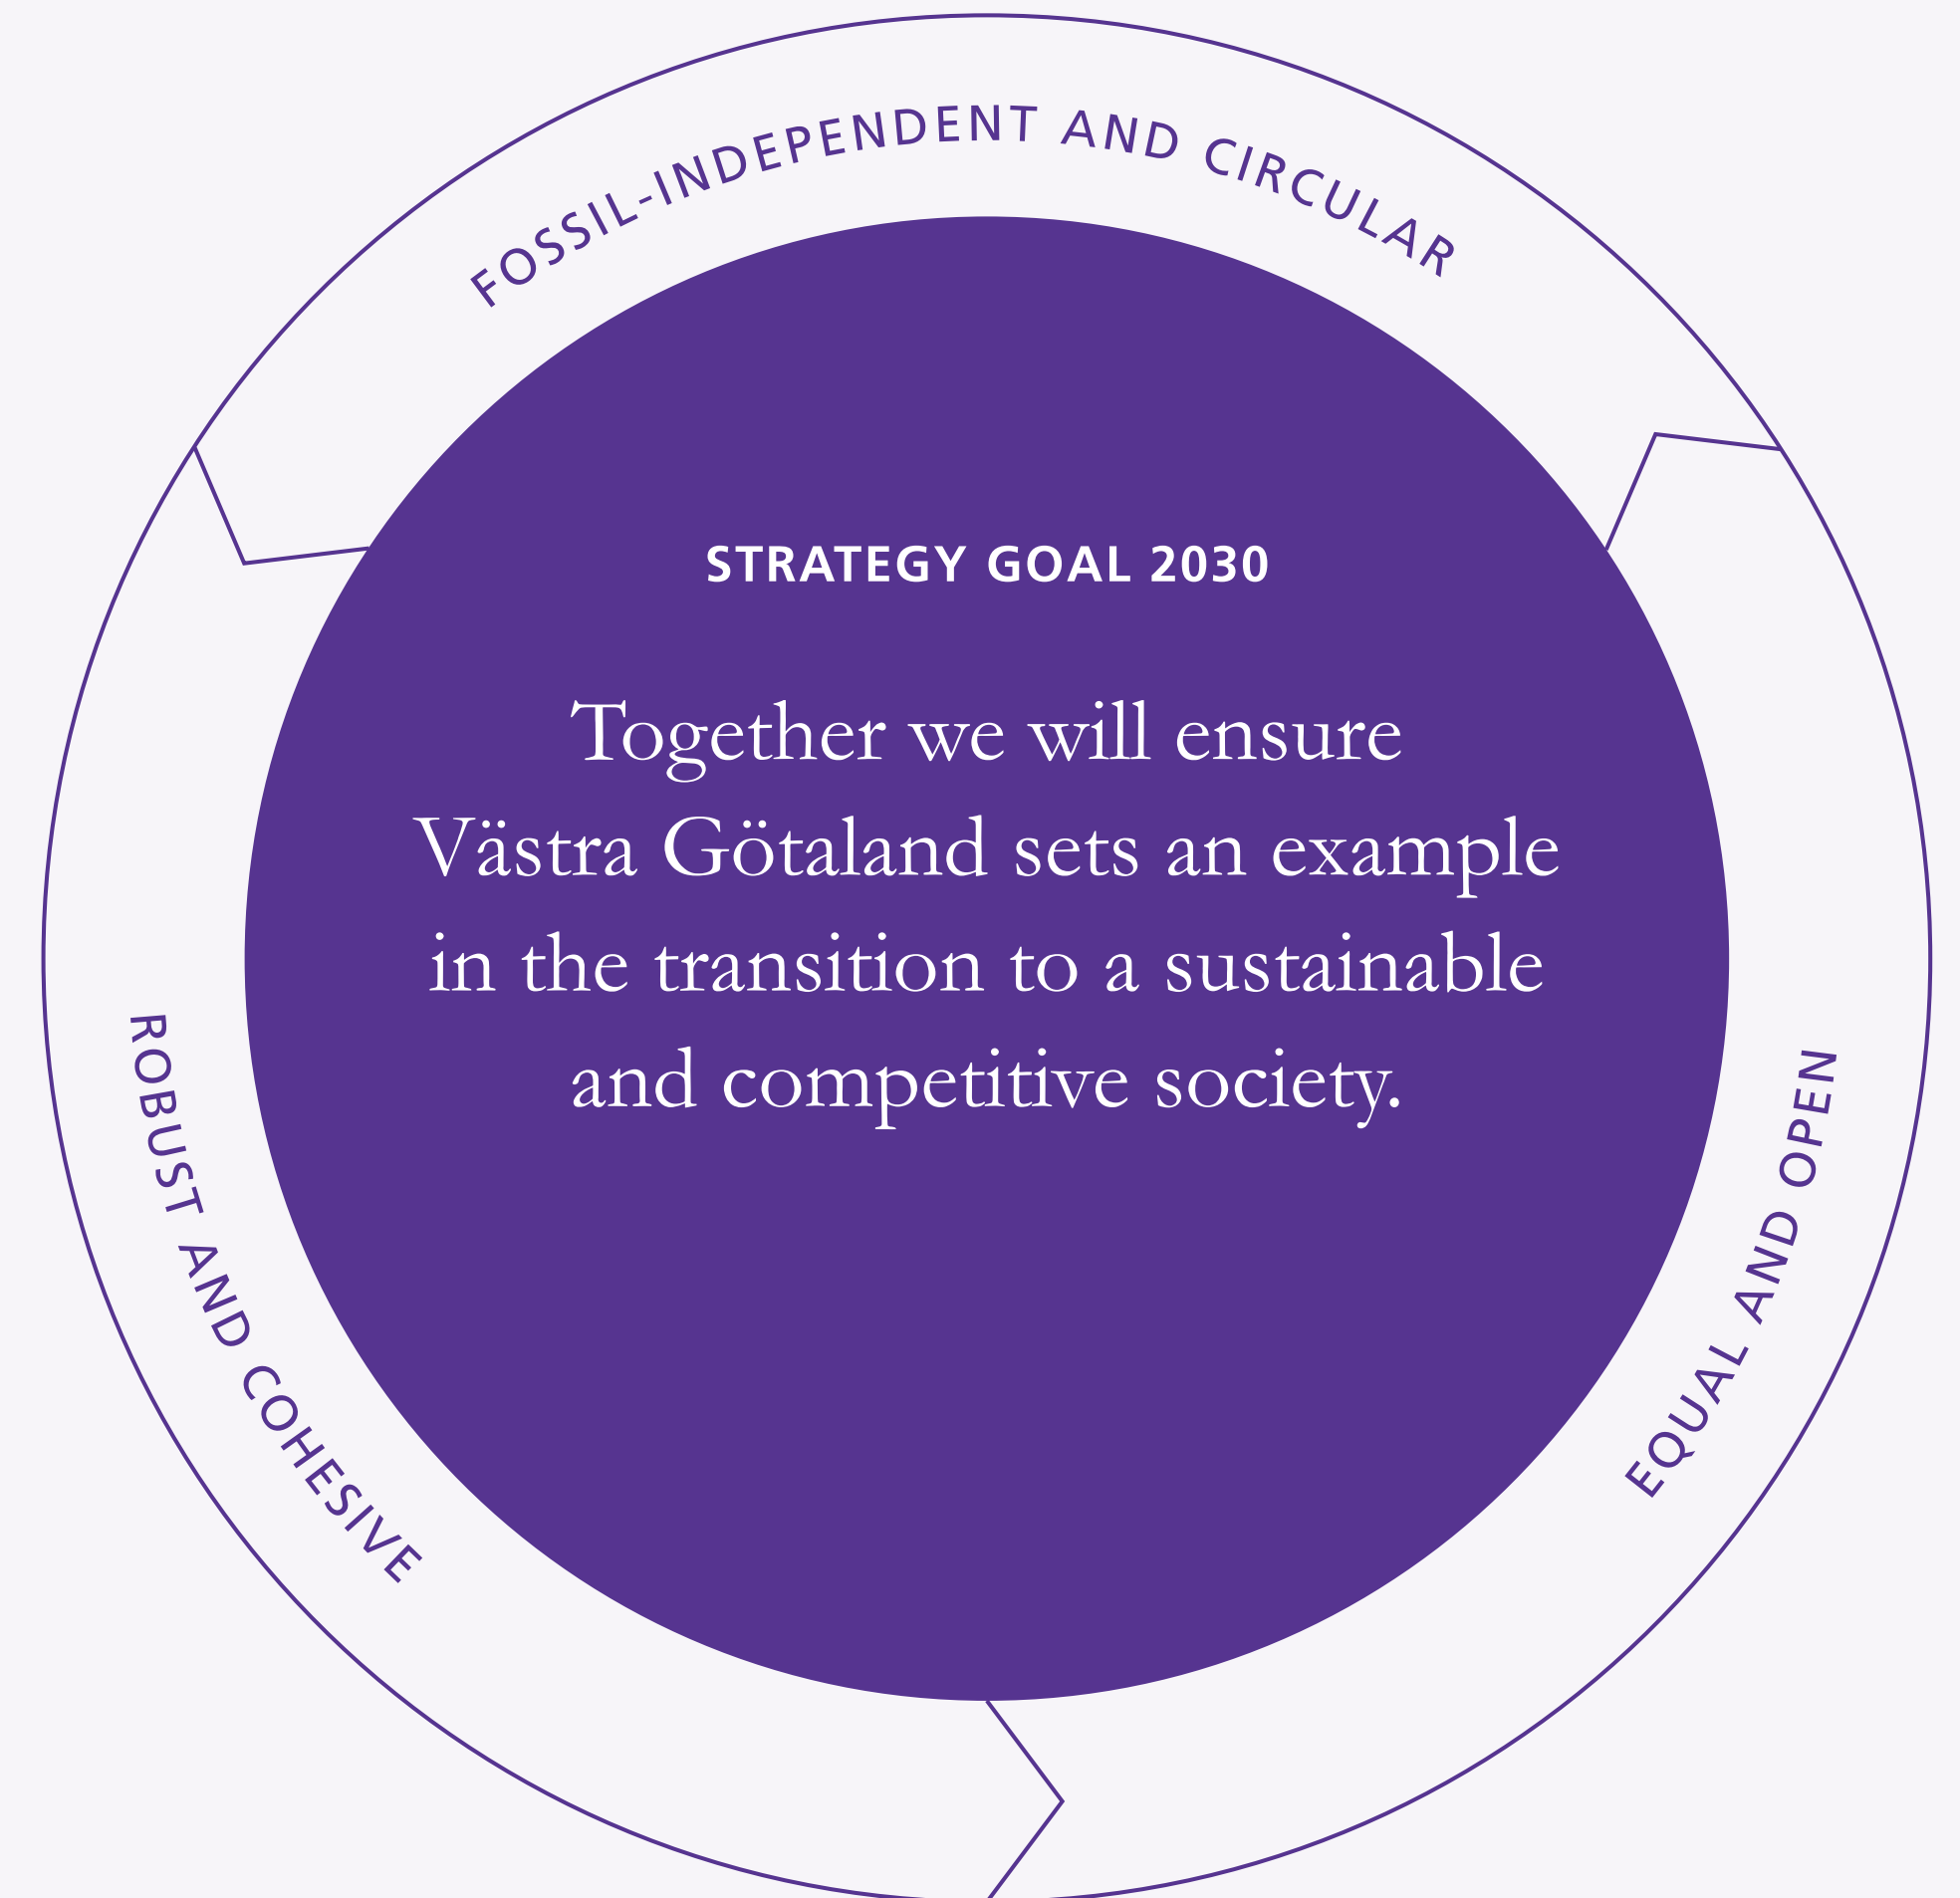 FOSSIL-INDEPENDENT AND CIRCULAR
STRATEGY GOAL 2030
Together we will ensure
Västra Götaland sets an example
in the transition to a sustainable
and competitive society.
ROBUST AND COHESIVE
EQUAL AND OPEN